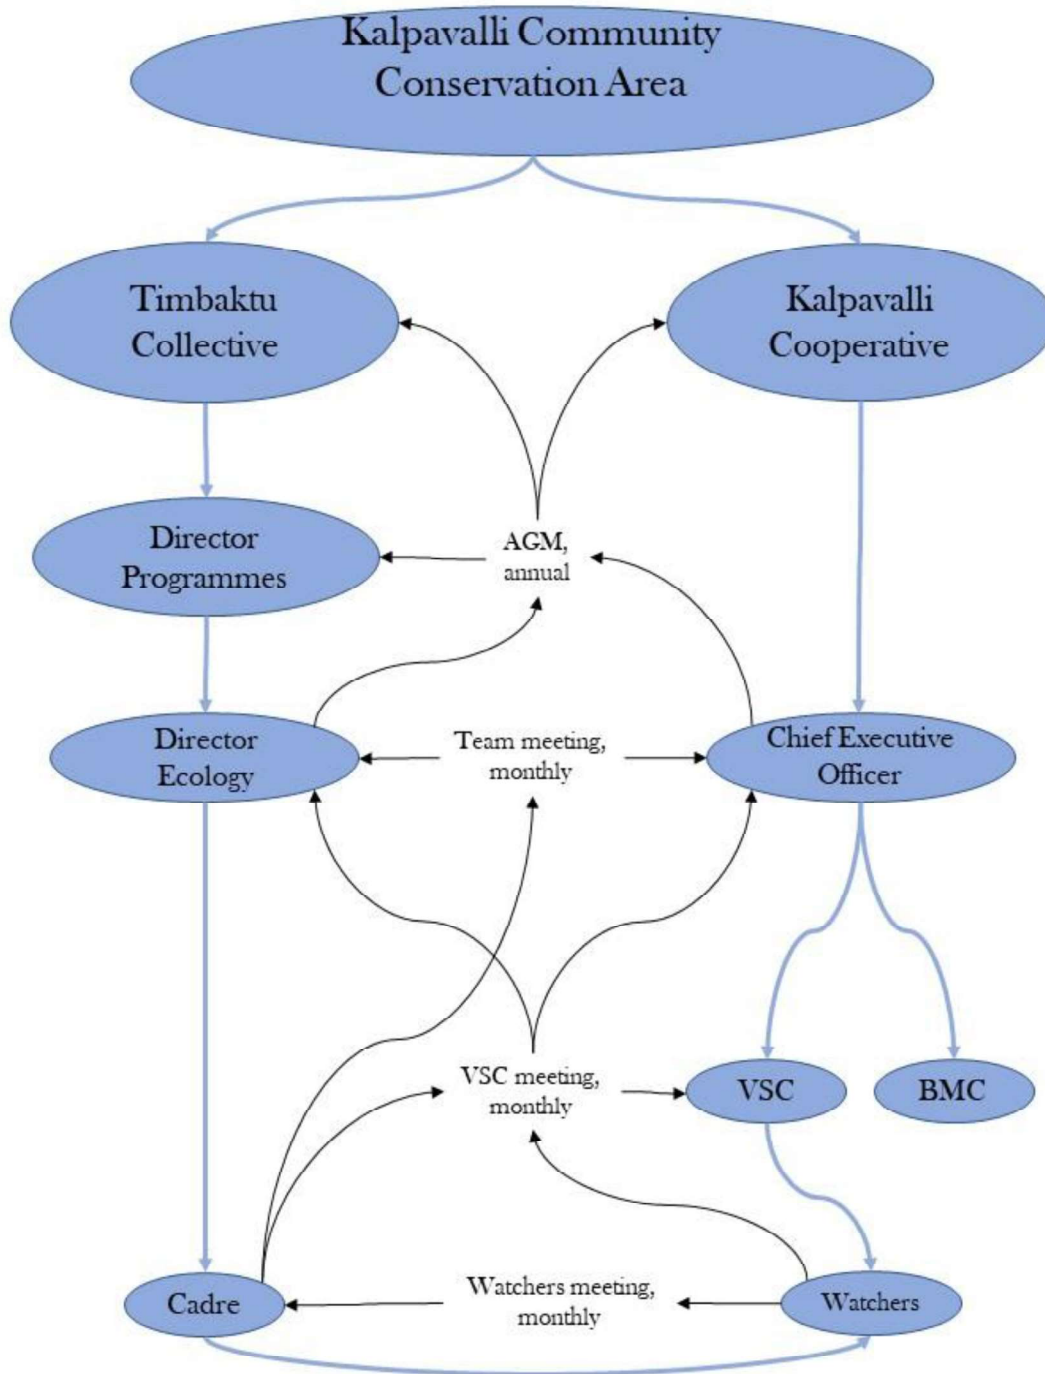 Kalpavalli Community
Conservation Area
Timbaktu
Collective
Kalpavalli
Cooperative
Director
Programmes
AGM,
annual
Director
Ecology
Team meeting,
monthly
Chief Executive
Officer
VSC meeting,
monthly
VSC
BMC
Cadre
Watchers meeting,
monthly
Watchers